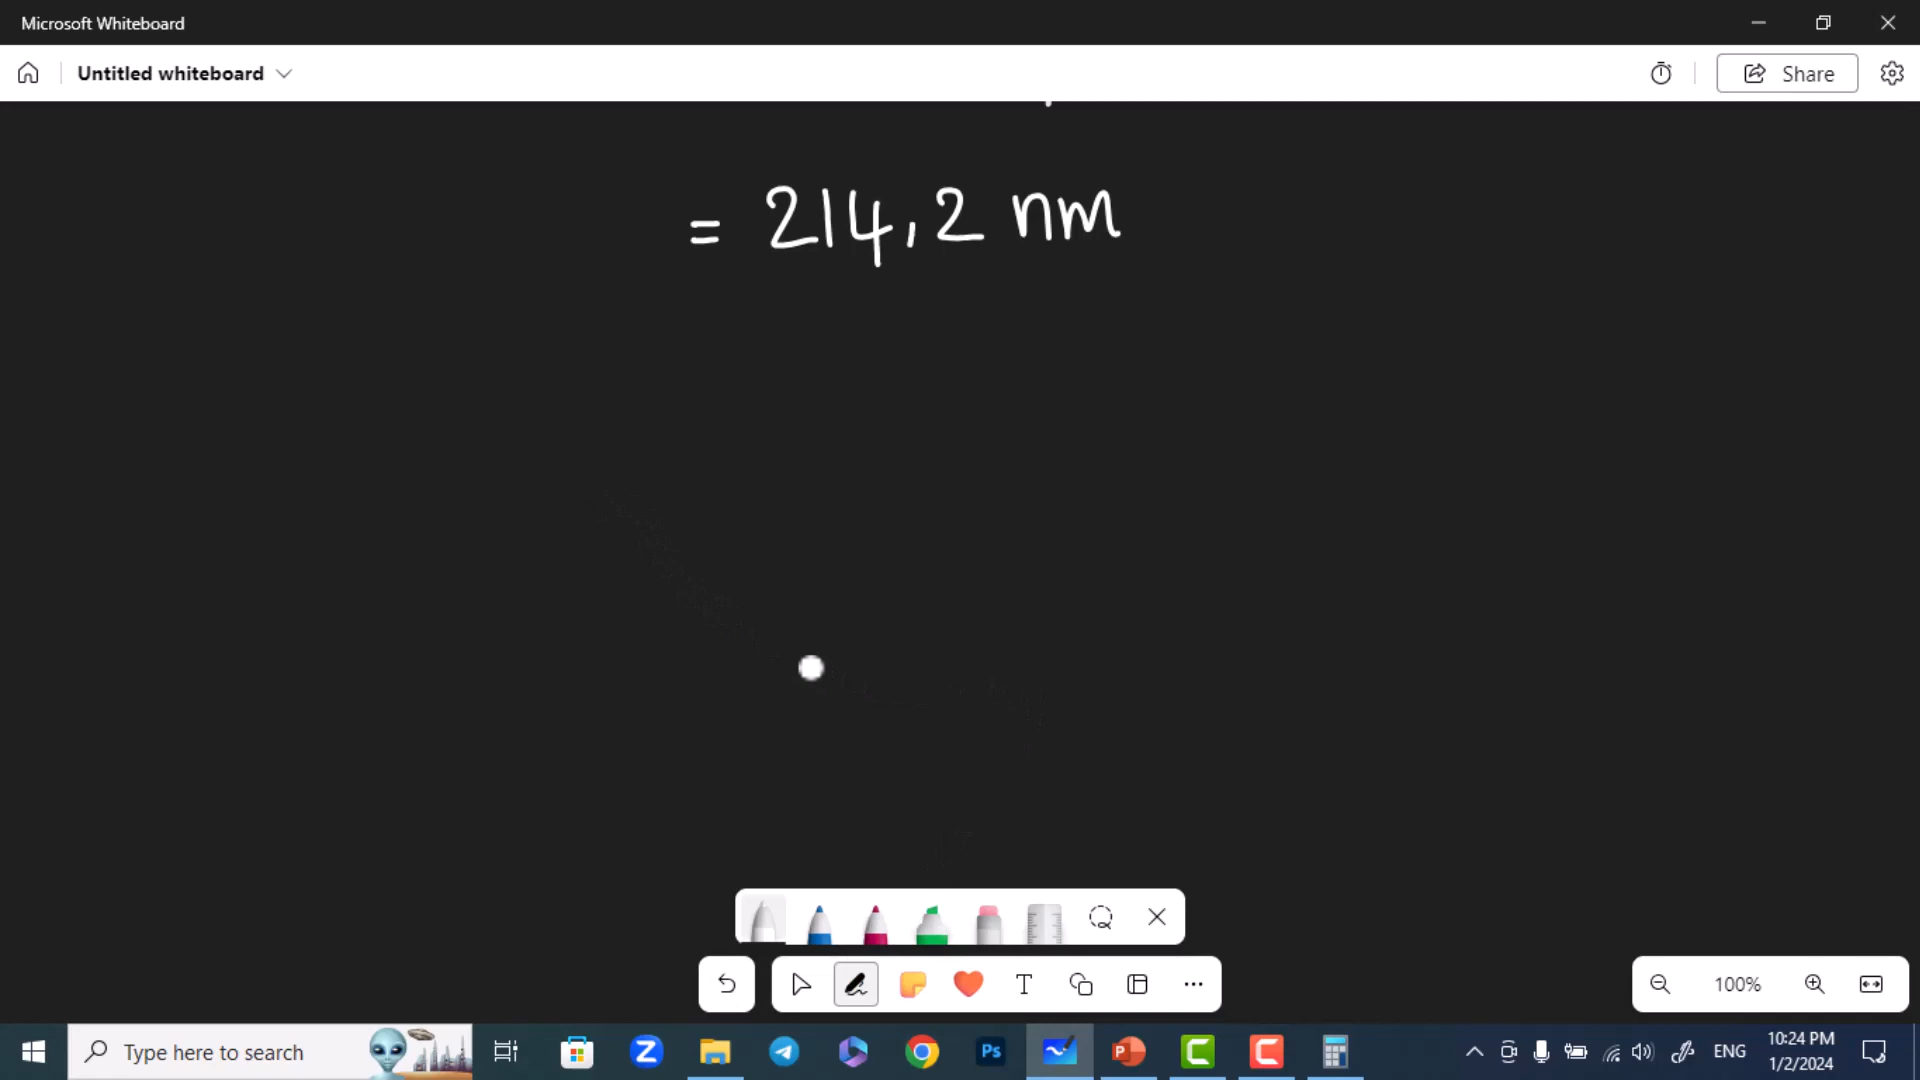 Microsoft Whiteboard
Untitled whiteboard
Share
= 214,2 nm
100%
Type here to search
Ps
ENG
10:24 PM
1/2/2024